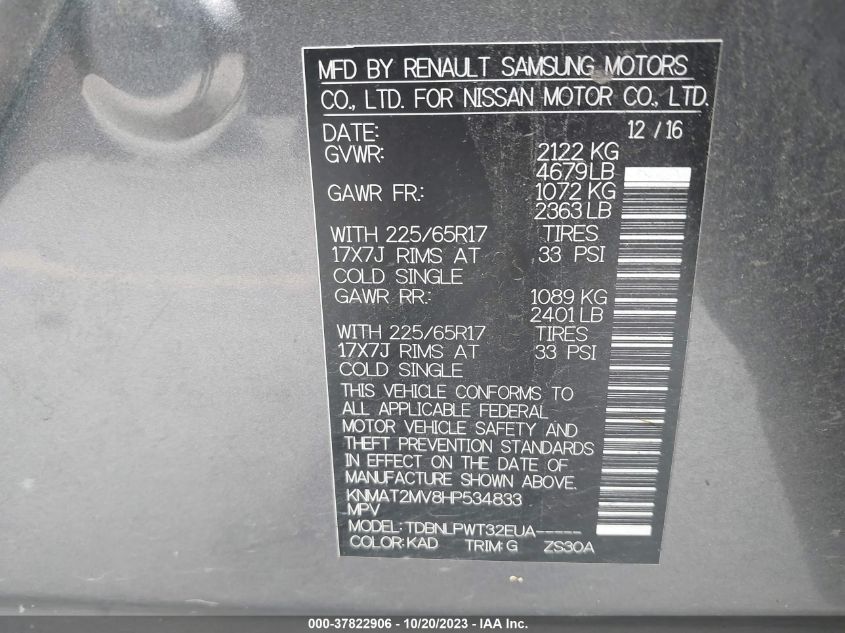 MFD BY RENAULT SAMSUNG MOTORS
CO., LTD. FOR NISSAN MOTOR CO., LTD.
DATE: 12 / 16
GVWR: 2122 KG
4679 LB
GAWR FR.: 1072 KG
2363 LB
WITH 225/65R17 TIRES
17X7J RIMS AT 33 PSI
COLD SINGLE
GAWR RR.: 1089 KG
2401 LB
WITH 225/65R17 TIRES
17X7J RIMS AT 33 PSI
COLD SINGLE
THIS VEHICLE CONFORMS TO
ALL APPLICABLE FEDERAL
MOTOR VEHICLE SAFETY AND
THEFT PREVENTION STANDARDS
IN EFFECT ON THE DATE OF
MANUFACTURE SHOWN ABOVE.
KNMAT2MV8HP534833
MPV
MODEL: TDBNLPWT32EUA-----
COLOR: KAD TRIM: G ZS30A
000-37822906 - 10/20/2023 - IAA Inc.